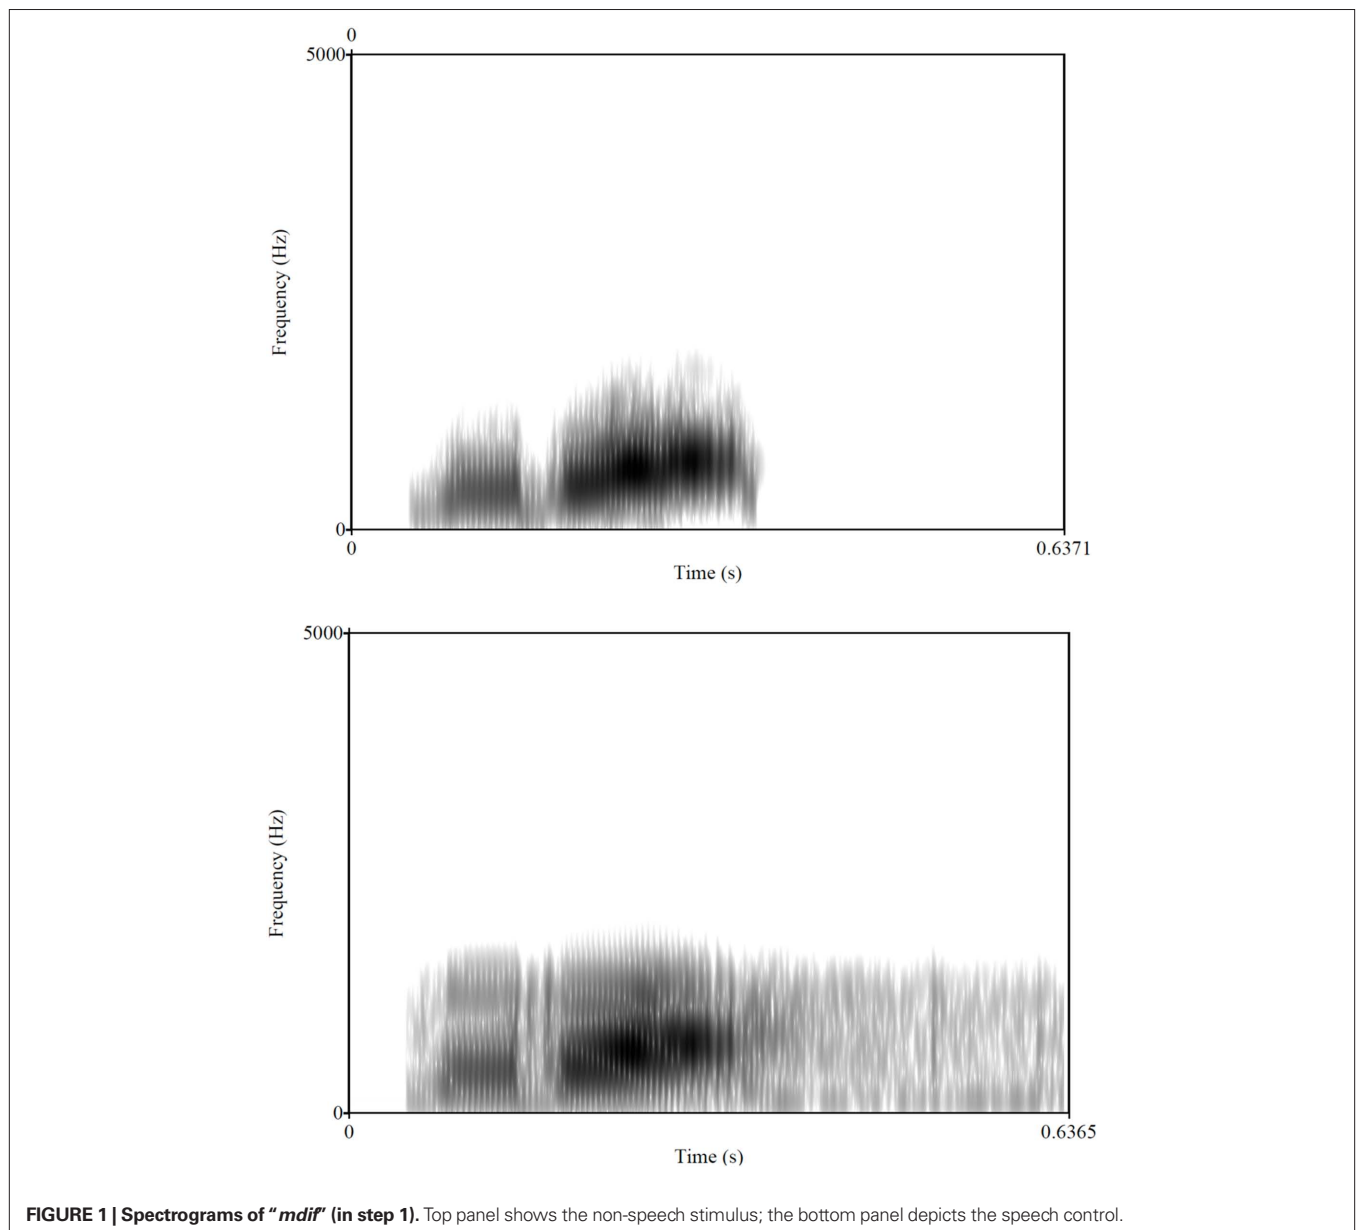 0
5000
Frequency (Hz)
0
0
0.6371
Time (s)
5000
Frequency (Hz)
0
0
0.6365
Time (s)
FIGURE 1 | Spectrograms of “mdif” (in step 1). Top panel shows the non-speech stimulus; the bottom panel depicts the speech control.